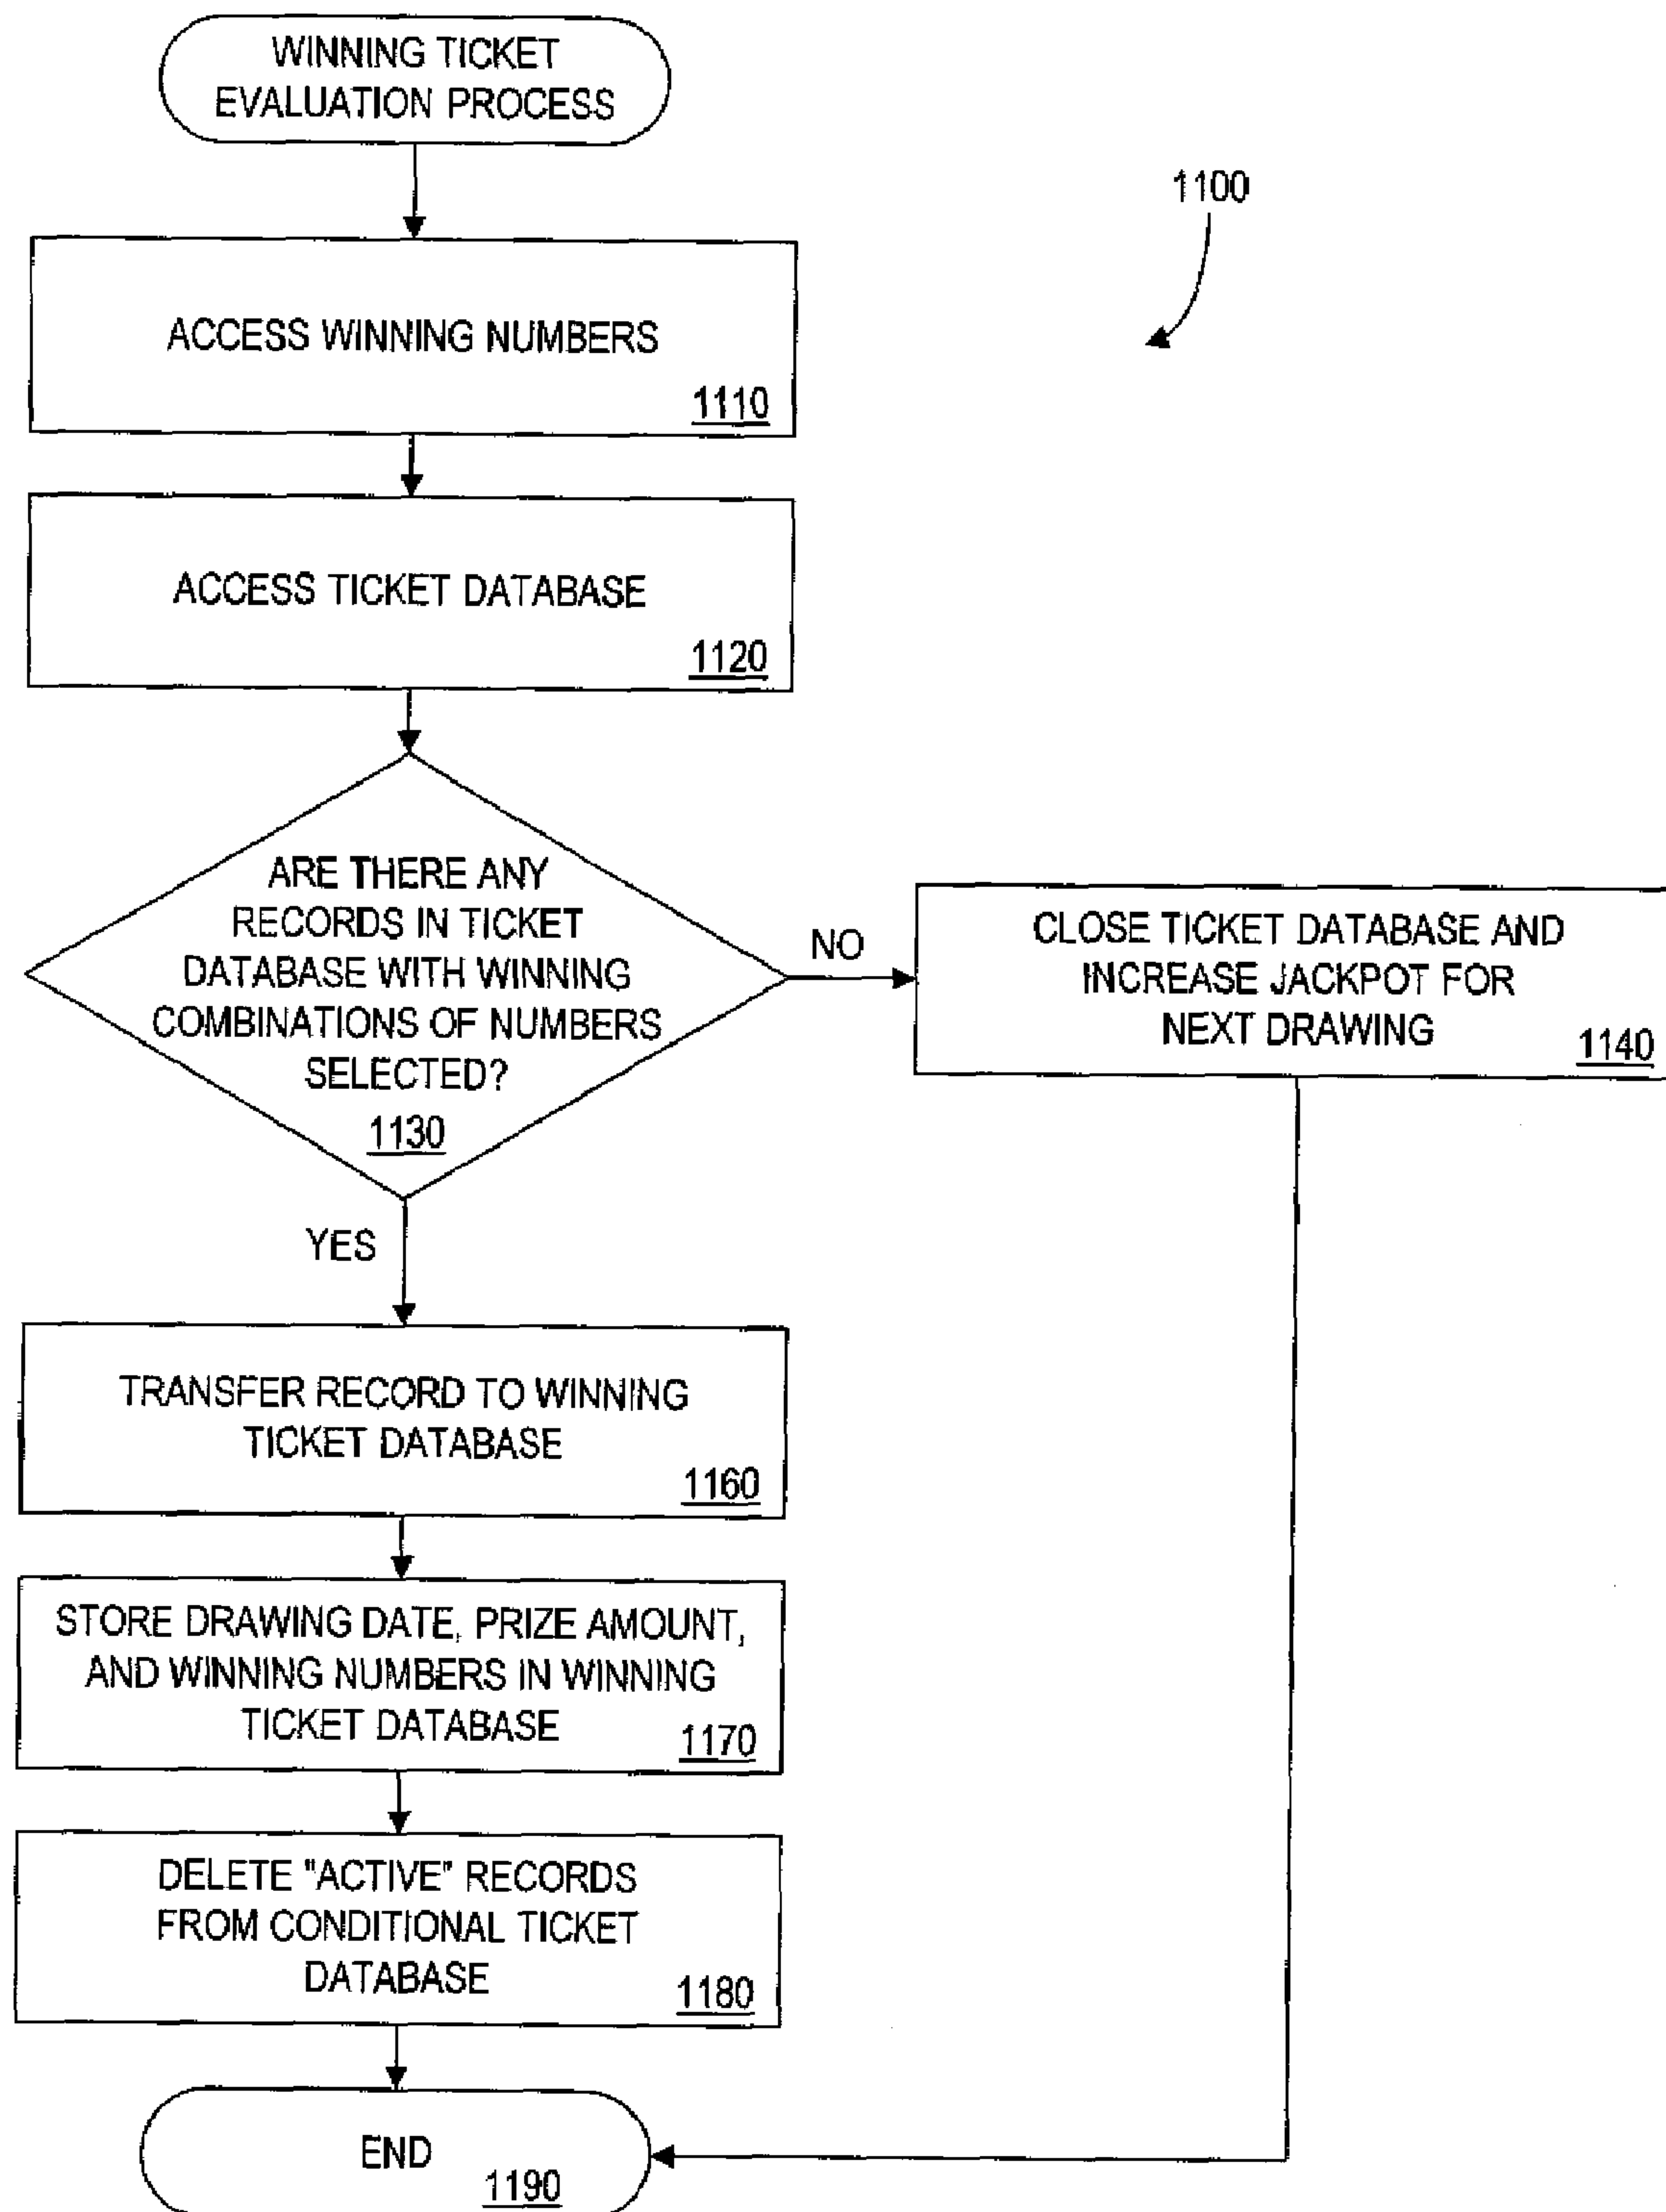 WINNING TICKET
EVALUATION PROCESS
1100
ACCESS WINNING NUMBERS
1110
ACCESS TICKET DATABASE
1120
ARE THERE ANY
RECORDS IN TICKET
DATABASE WITH WINNING
COMBINATIONS OF NUMBERS
SELECTED?
1130
NO
CLOSE TICKET DATABASE AND
INCREASE JACKPOT FOR
NEXT DRAWING
1140
YES
TRANSFER RECORD TO WINNING
TICKET DATABASE
1160
STORE DRAWING DATE, PRIZE AMOUNT,
AND WINNING NUMBERS IN WINNING
TICKET DATABASE
1170
DELETE "ACTIVE" RECORDS
FROM CONDITIONAL TICKET
DATABASE
1180
END
1190